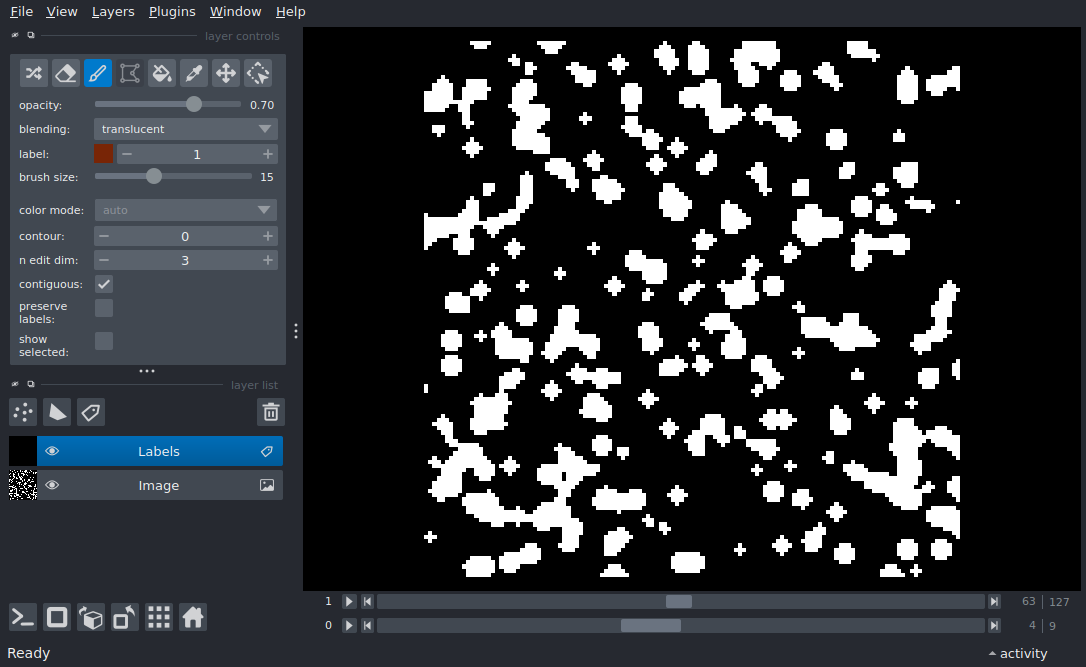 File View Layers Plugins Window Help
layer controls
opacity: 0.70
blending: translucent
label: 1
brush size: 15
color mode: auto
contour: 0
n edit dim: 3
contiguous:
preserve
labels:
show
selected:
layer list
Labels
Image
1 63 127
0 4 9
Ready activity